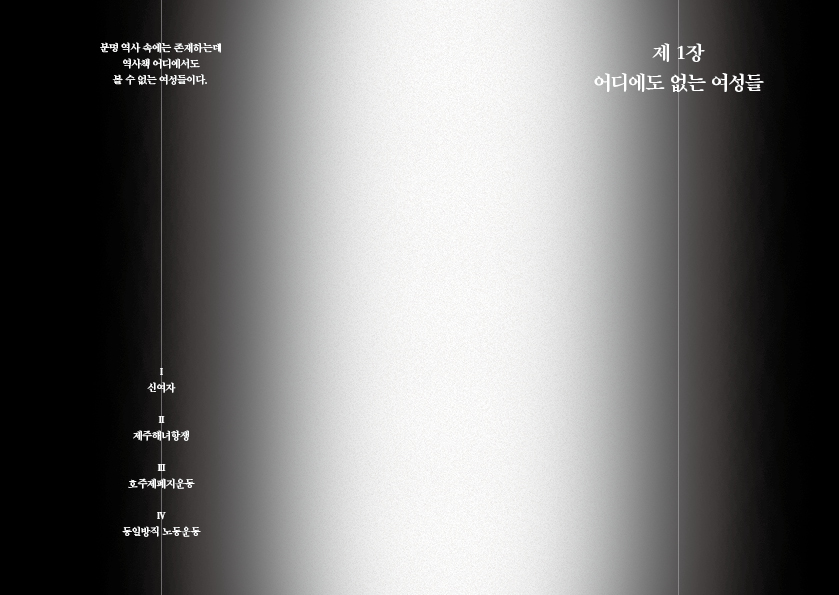 분명 역사 속에는 존재하는데
역사책 어디에서도
볼 수 없는 여성들이다.
I
신여자
II
제주해녀항쟁
III
호주제폐지운동
IV
동일방직 노동운동
제 1장
어디에도 없는 여성들